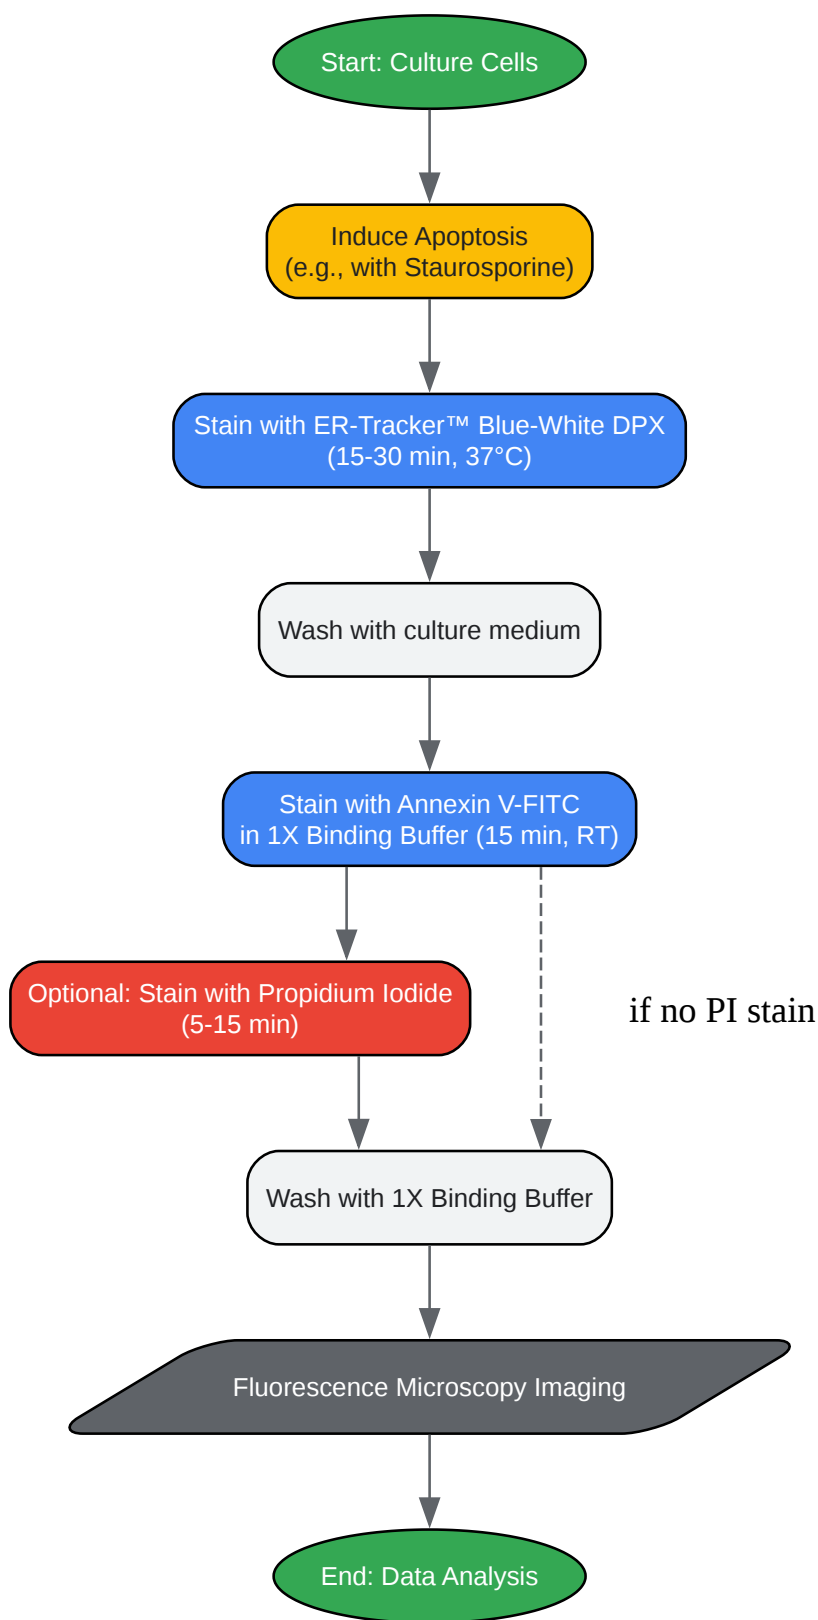 Start: Culture Cells
Induce Apoptosis
(e.g., with Staurosporine)
Stain with ER-Tracker™ Blue-White DPX
(15-30 min, 37°C)
Wash with culture medium
Stain with Annexin V-FITC
in 1X Binding Buffer (15 min, RT)
Optional: Stain with Propidium Iodide
(5-15 min)
if no PI stain
Wash with 1X Binding Buffer
Fluorescence Microscopy Imaging
End: Data Analysis